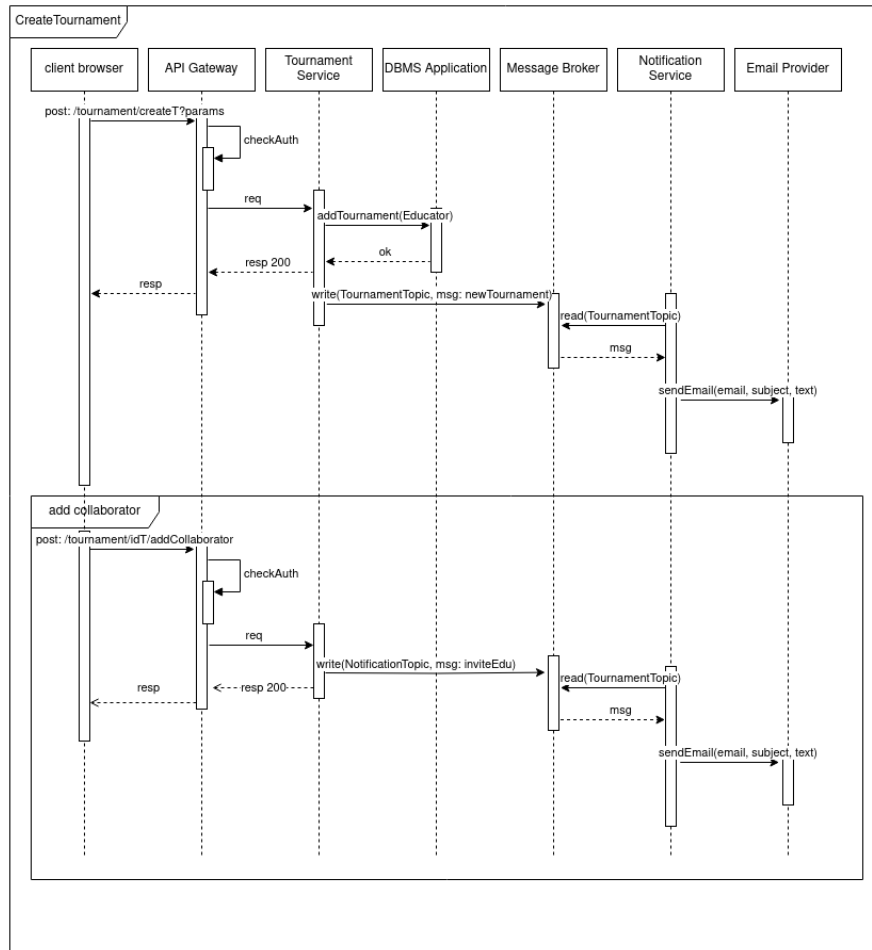 CreateTournament
client browser
API Gateway
Tournament
Service
DBMS Application
Message Broker
Notification
Service
Email Provider
post: /tournament/createT?params
checkAuth
req
addTournament(Educator)
ok
resp 200
resp
write(TournamentTopic, msg: newTournament)
read(TournamentTopic)
msg
sendEmail(email, subject, text)
add collaborator
post: /tournament/idT/addCollaborator
checkAuth
req
write(NotificationTopic, msg: inviteEdu)
read(TournamentTopic)
resp
resp 200
msg
sendEmail(email, subject, text)